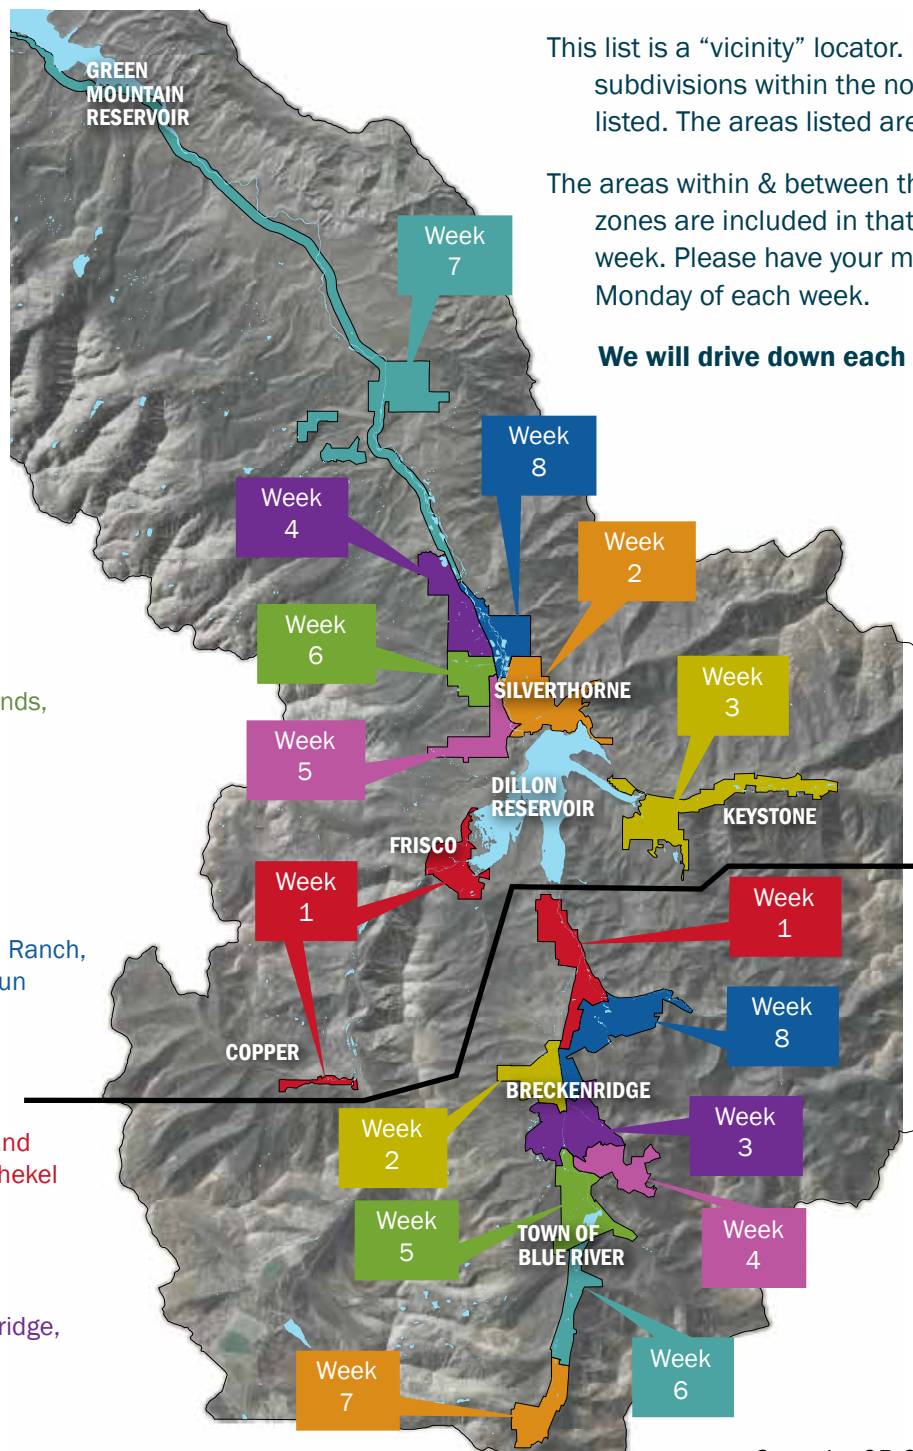 This list is a “vicinity” locator.
subdivisions within the no
listed. The areas listed are
The areas within & between th
zones are included in that
week. Please have your m
Monday of each week.
We will drive down each
GREEN
MOUNTAIN
RESERVOIR
Week
7
Week
8
Week
4
Week
2
Week
6
SILVERTHORNE
Week
3
nds,
Week
5
DILLON
RESERVOIR
KEYSTONE
FRISCO
Week
1
Week
1
Ranch,
un
Week
8
COPPER
BRECKENRIDGE
Week
2
Week
3
nd
hekel
Week
5
TOWN OF
BLUE RIVER
Week
4
ridge,
Week
7
Week
6